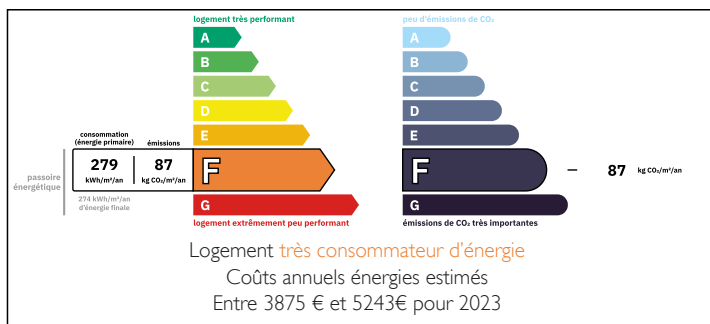 logement très performant
A
B
C
D
E
consommation
(énergie primaire)
émissions
279
kWh/m²/an
87
kg CO₂/m²/an
F
passoire
énergétique
274 kWh/m²/an
d'énergie finale
G
logement extrêmement peu performant
peu d'émissions de CO₂
A
B
C
D
E
F
87 kg CO₂/m²/an
G
émissions de CO₂ très importantes
Logement très consommateur d'énergie
Coûts annuels énergies estimés
Entre 3875 € et 5243€ pour 2023